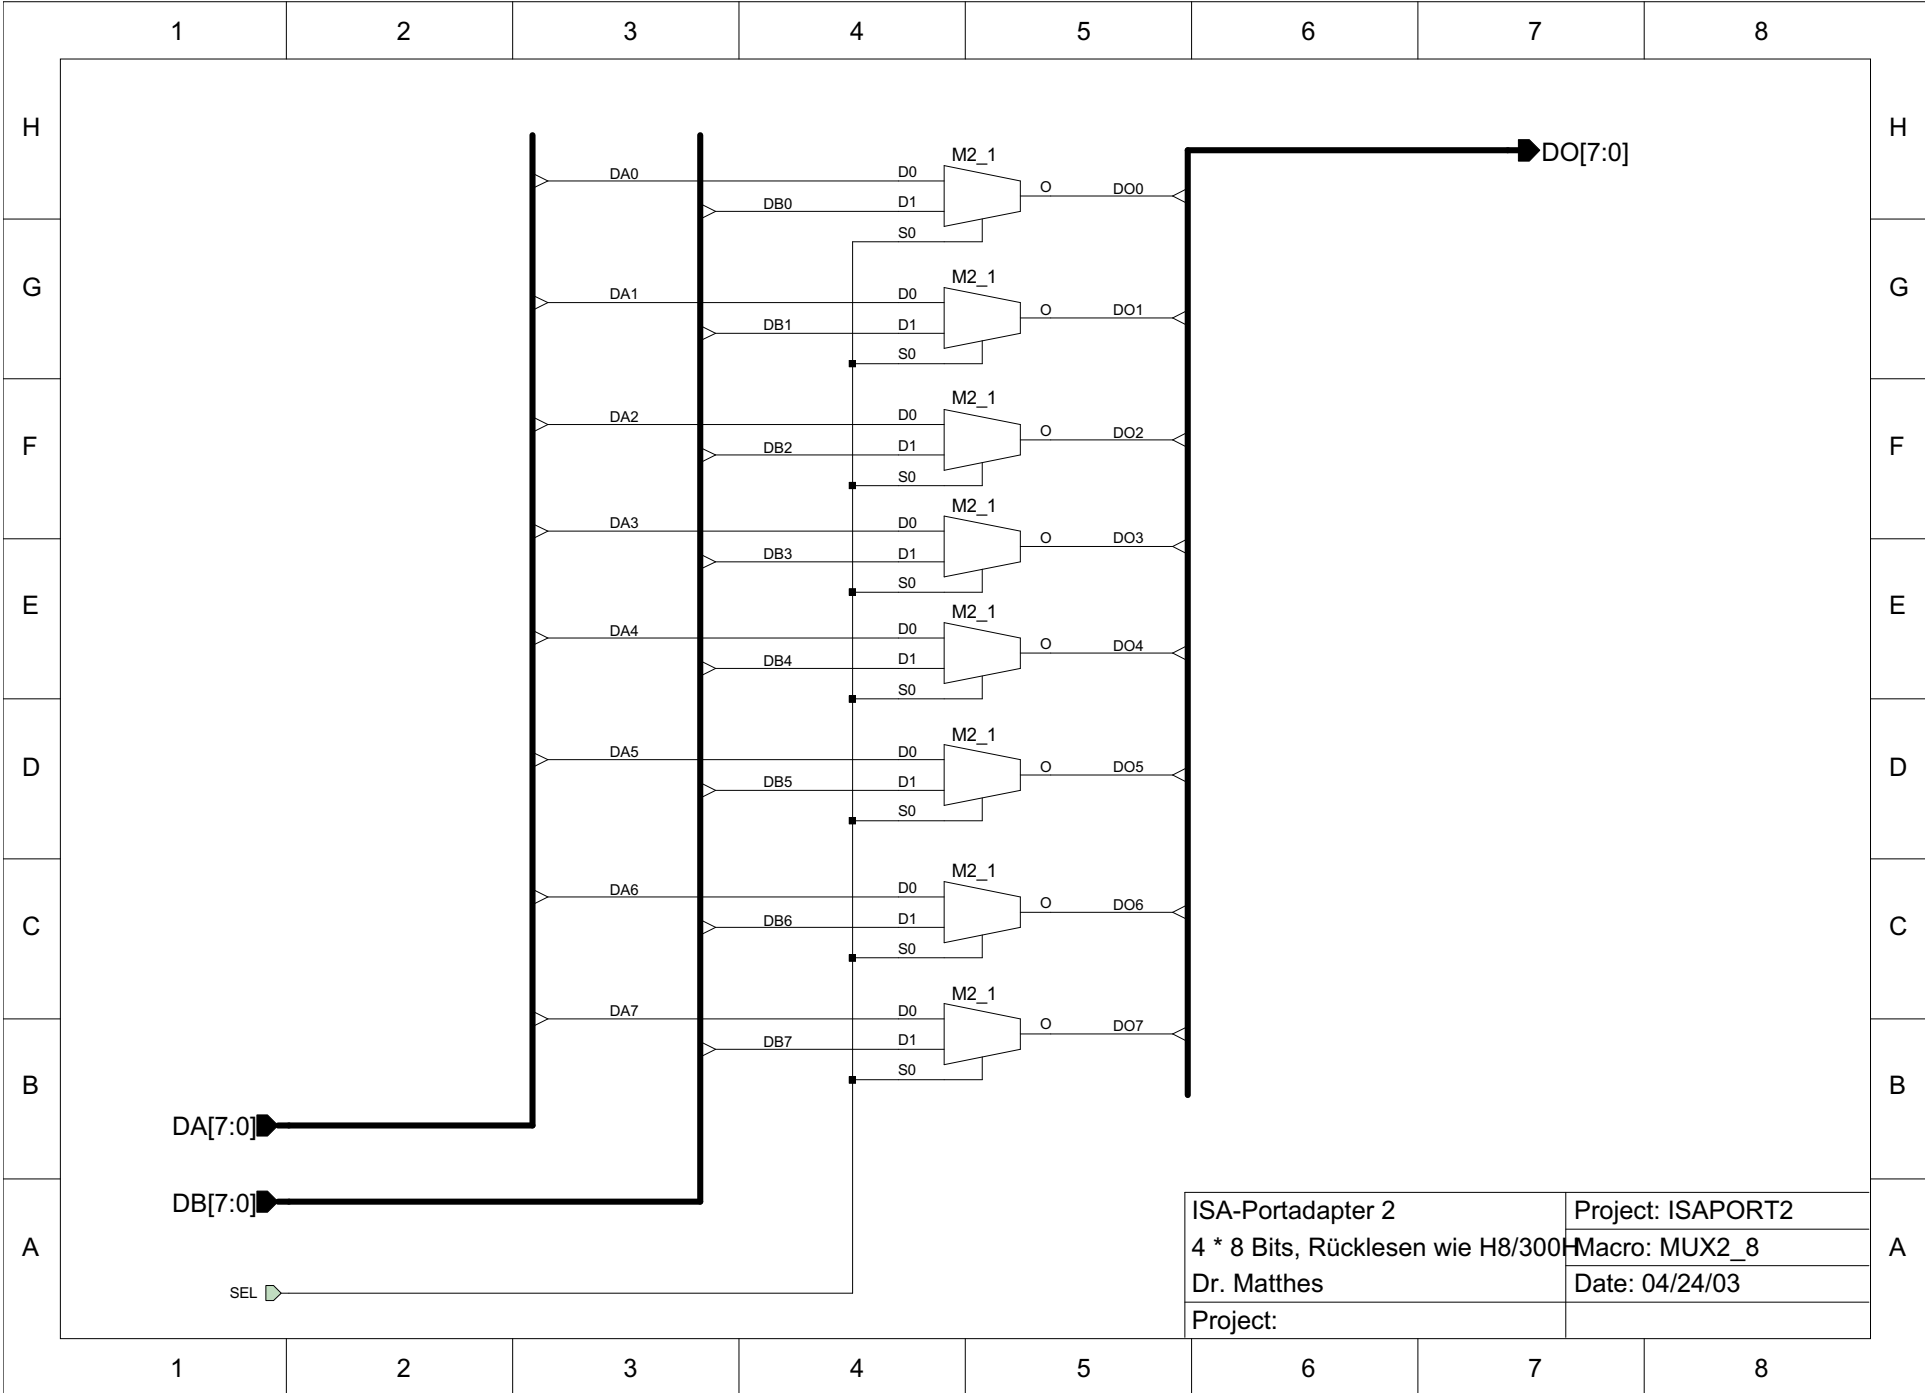 1 2 3 4 5 6 7 8
H H
DO[7:0]
M2_1
DA0 D0
O DO0
DB0 D1
S0
G G
M2_1
DA1 D0
O DO1
DB1 D1
S0
F F
M2_1
DA2 D0
O DO2
DB2 D1
S0
M2_1
DA3 D0
O DO3
DB3 D1
S0
E E
M2_1
DA4 D0
O DO4
DB4 D1
S0
D D
M2_1
DA5 D0
O DO5
DB5 D1
S0
C C
M2_1
DA6 D0
O DO6
DB6 D1
S0
M2_1
DA7 D0
O DO7
DB7 D1
S0
B B
DA[7:0]
DB[7:0]
A A
SEL
ISA-Portadapter 2
4 * 8 Bits, Rücklesen wie H8/300H
Dr. Matthes
Project:
Project: ISAPORT2
Macro: MUX2_8
Date: 04/24/03
1 2 3 4 5 6 7 8